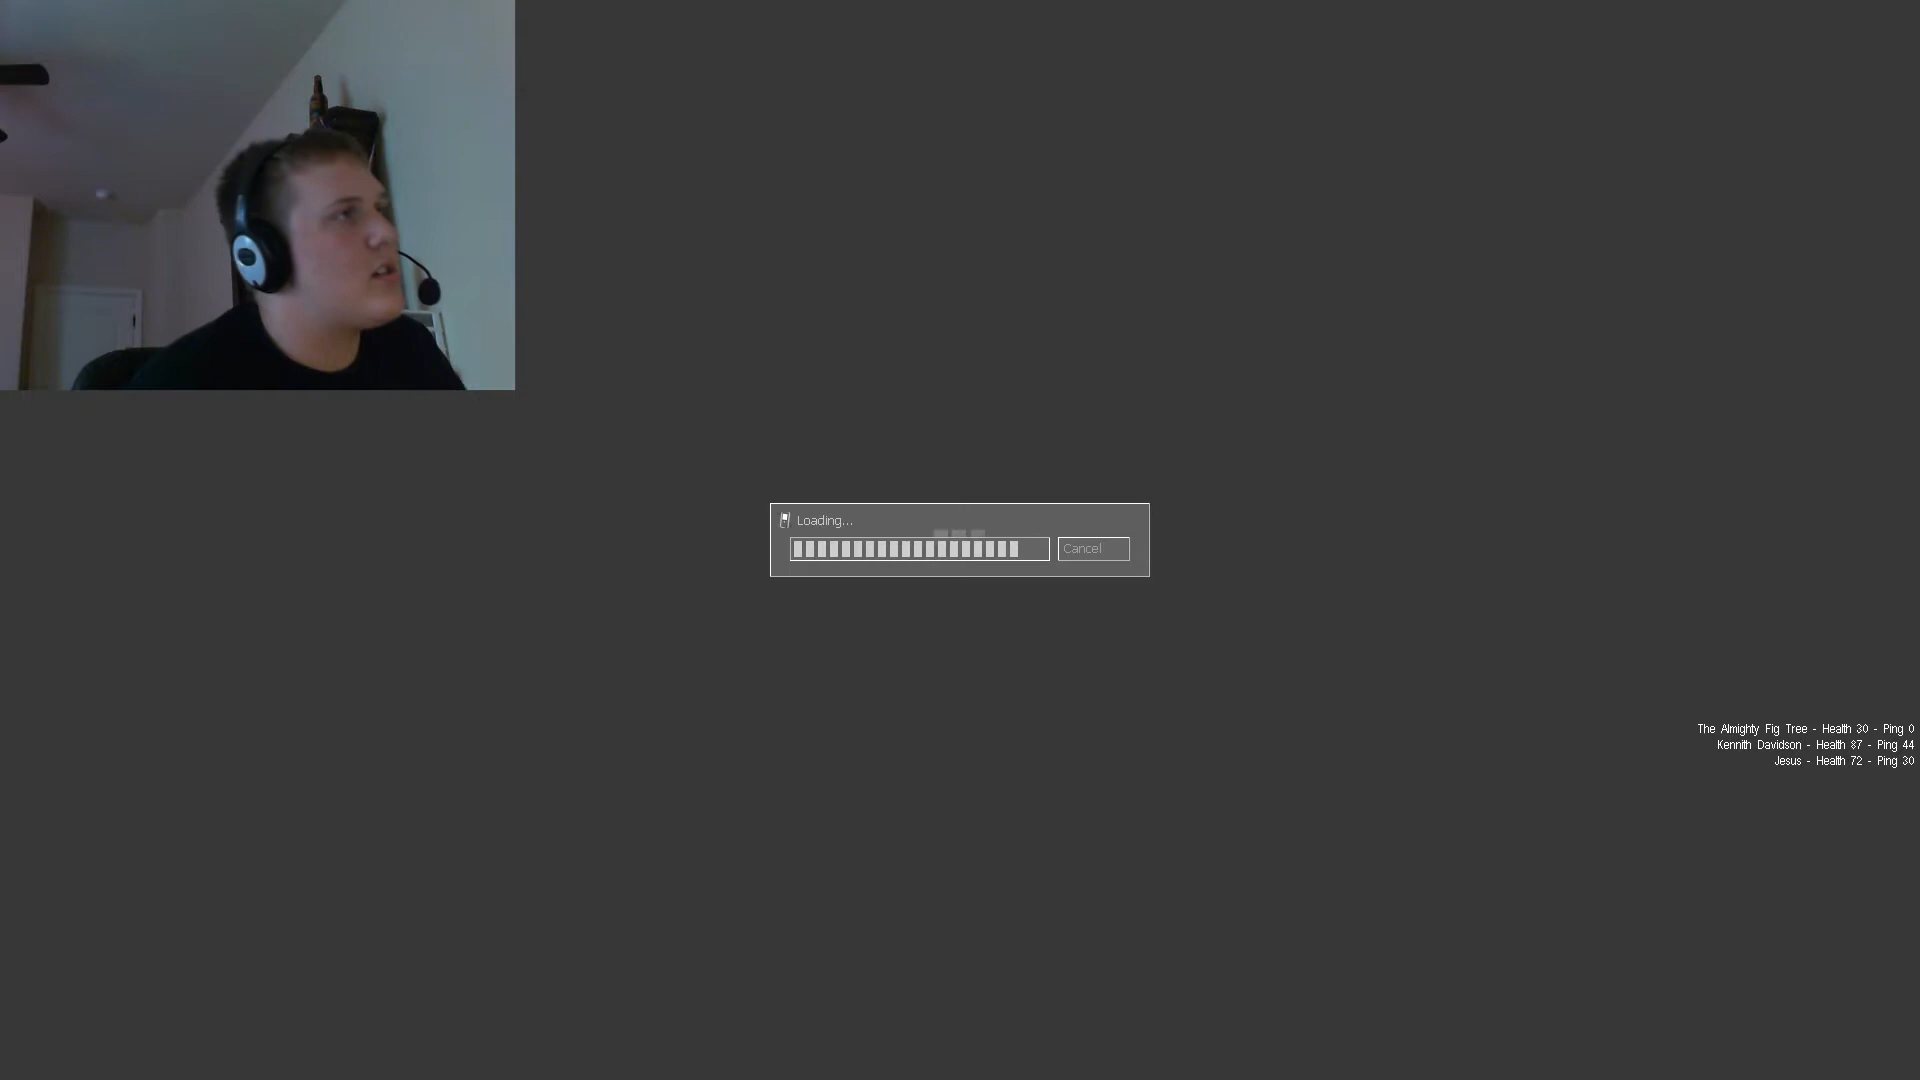 Loading...
Cancel
The Almighty Fig Tree - Health 30 - Ping 0
Kennith Davidson - Health 87 - Ping 44
Jesus - Health 72 - Ping 30